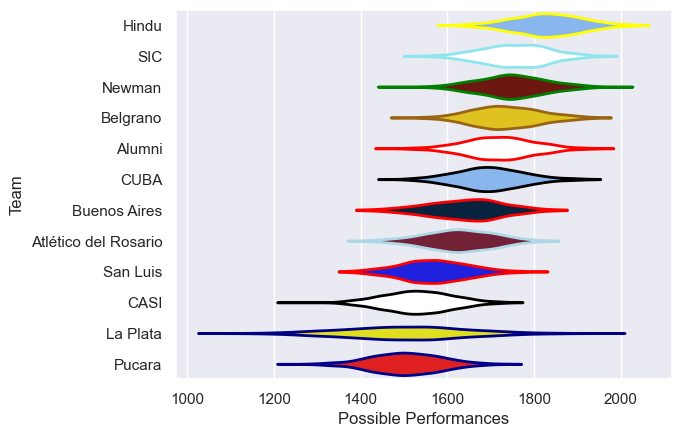 Hindu
SIC
Newman
Belgrano
Alumni
CUBA
Buenos Aires
Atlético del Rosario
San Luis
CASI
La Plata
Pucara
Team
1000 1200 1400 1600 1800 2000
Possible Performances